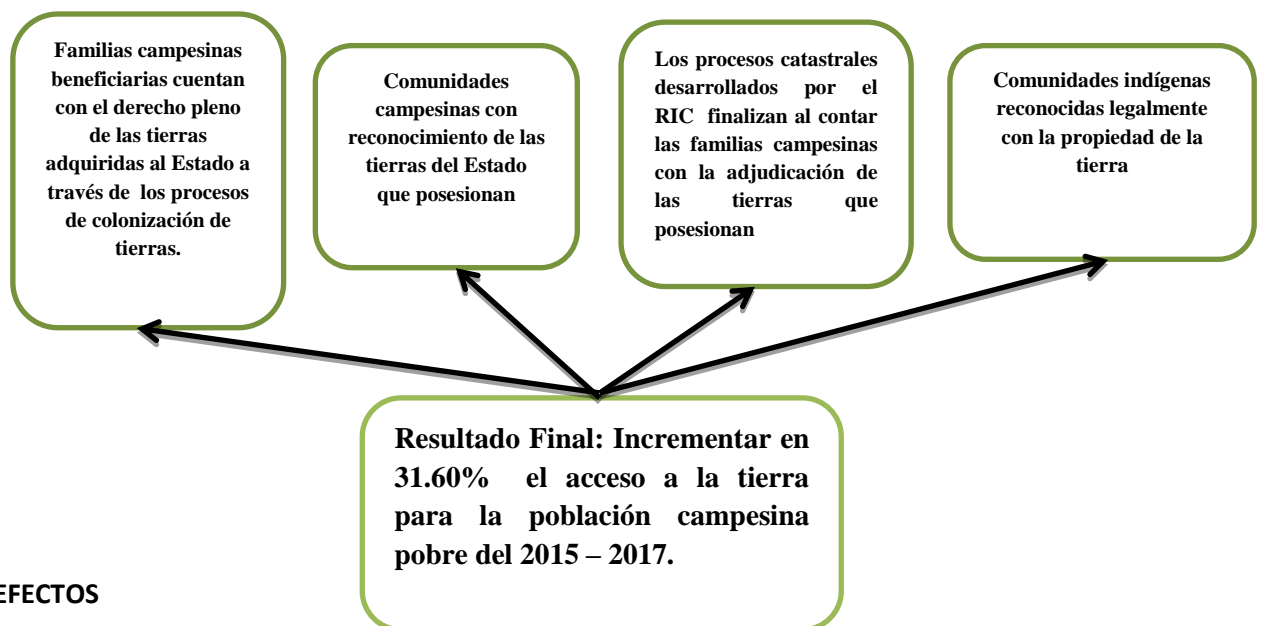 Familias campesinas
beneficiarias cuentan
con el derecho pleno
de las tierras
adquiridas al Estado a
través de los procesos
de colonización de
tierras.
Comunidades
campesinas con
reconocimiento de las
tierras del Estado
que posesionan
Los procesos catastrales
desarrollados por el
RIC finalizan al contar
las familias campesinas
con la adjudicación de
las tierras que
posesionan
Comunidades indígenas
reconocidas legalmente
con la propiedad de la
tierra
Resultado Final: Incrementar en
31.60% el acceso a la tierra
para la población campesina
pobre del 2015 – 2017.
EFECTOS